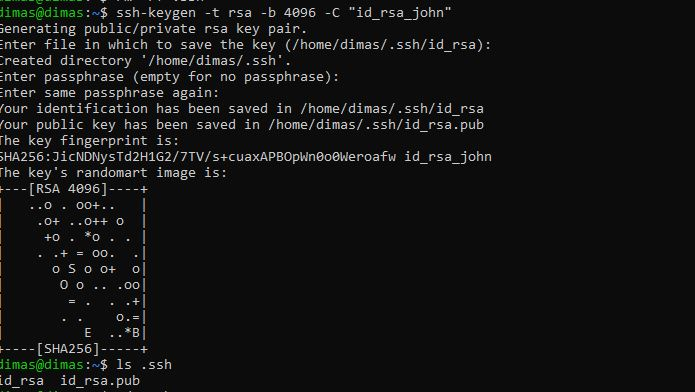 dimas@dimas:~$ ssh-keygen -t rsa -b 4096 -C "id_rsa_john"
Generating public/private rsa key pair.
Enter file in which to save the key (/home/dimas/.ssh/id_rsa):
Created directory '/home/dimas/.ssh'.
Enter passphrase (empty for no passphrase):
Enter same passphrase again:
Your identification has been saved in /home/dimas/.ssh/id_rsa
Your public key has been saved in /home/dimas/.ssh/id_rsa.pub
The key fingerprint is:
SHA256:JicNDNysTd2H1G2/7TV/s+cuaxAPBOpWn0o0Weroafw id_rsa_john
The key's randomart image is:
+---[RSA 4096]----+
|   ..o . oo+..   |
|    .o+ ..o++ o  |
|     +o . *o . . |
|    . .+ = oo.  .|
|      o S o o+  o|
|       O o .. .oo|
|        = .  . .+|
|       . .    o.=|
|          E  ..*B|
+----[SHA256]-----+
dimas@dimas:~$ ls .ssh
id_rsa  id_rsa.pub